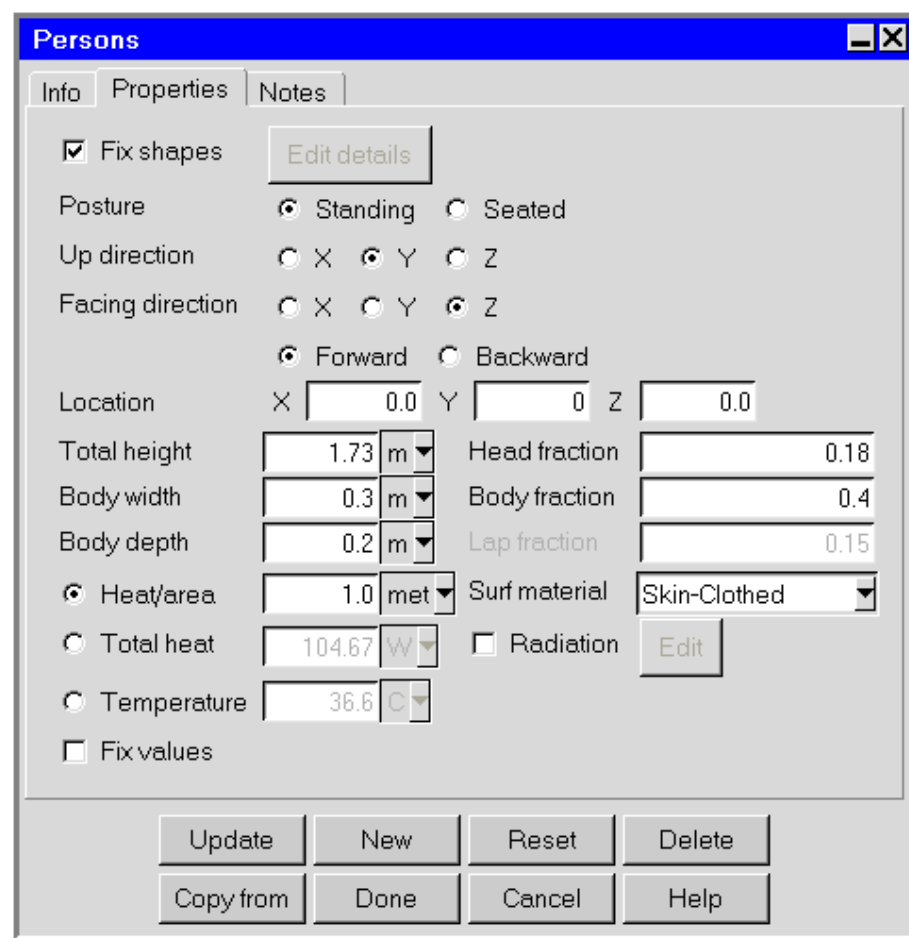 Persons
Info Properties Notes
Fix shapes Edit details
Posture Standing Seated
Up direction X Y Z
Facing direction X Y Z
Forward Backward
Location X 0.0 Y 0 Z 0.0
Total height 1.73 m Head fraction 0.18
Body width 0.3 m Body fraction 0.4
Body depth 0.2 m Lap fraction 0.15
Heat/area 1.0 met Surf material Skin-Clothed
Total heat 104.67 W Radiation Edit
Temperature 36.6 C
Fix values
Update New Reset Delete
Copy from Done Cancel Help